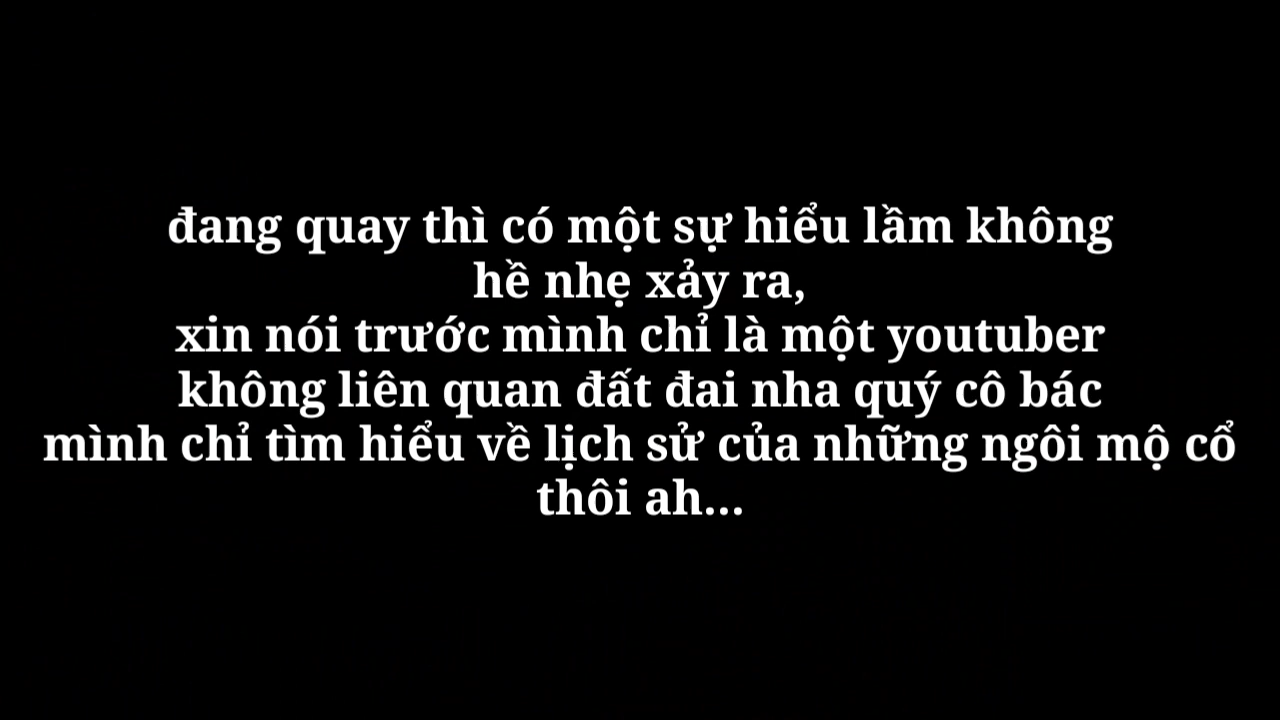 đang quay thì có một sự hiểu lầm không
hề nhẹ xảy ra,
xin nói trước mình chỉ là một youtuber
không liên quan đất đai nha quý cô bác
mình chỉ tìm hiểu về lịch sử của những ngôi mộ cổ
thôi ah...